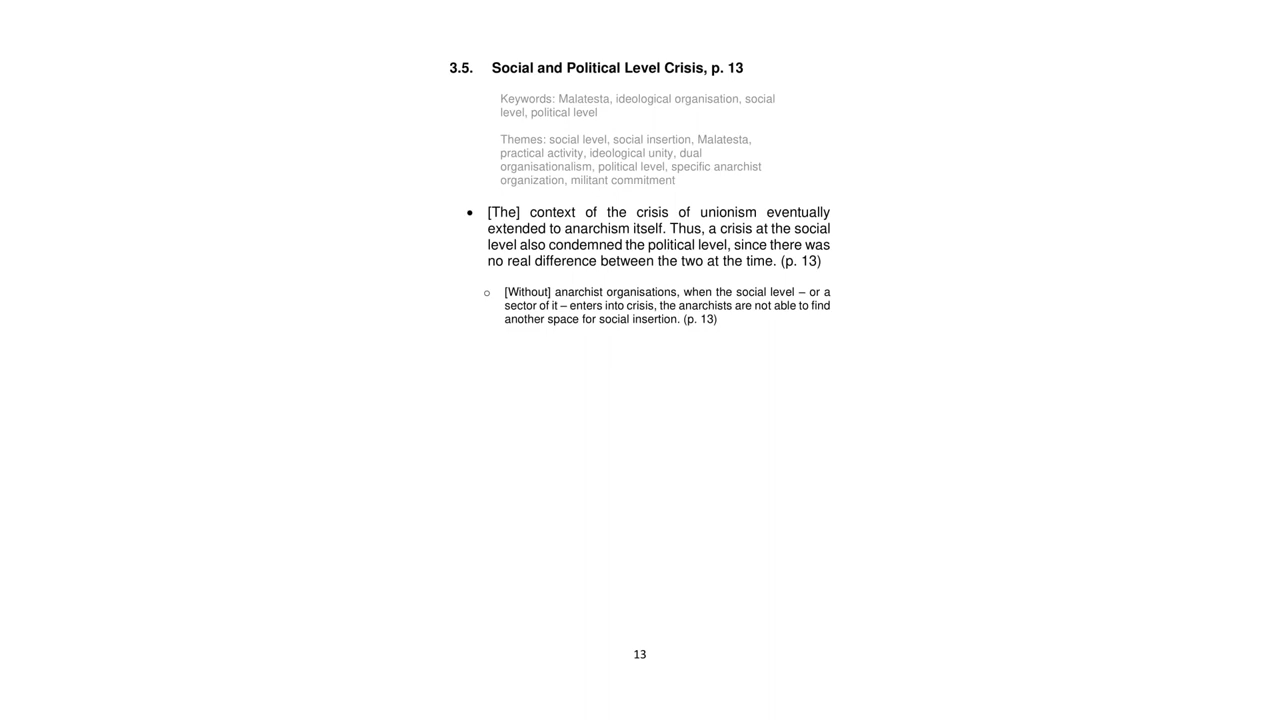 3.5. Social and Political Level Crisis, p. 13
Keywords: Malatesta, ideological organisation, social
level, political level
Themes: social level, social insertion, Malatesta,
practical activity, ideological unity, dual
organisationalism, political level, specific anarchist
organization, militant commitment
• [The] context of the crisis of unionism eventually
extended to anarchism itself. Thus, a crisis at the social
level also condemned the political level, since there was
no real difference between the two at the time. (p. 13)
o [Without] anarchist organisations, when the social level – or a
sector of it – enters into crisis, the anarchists are not able to find
another space for social insertion. (p. 13)
13